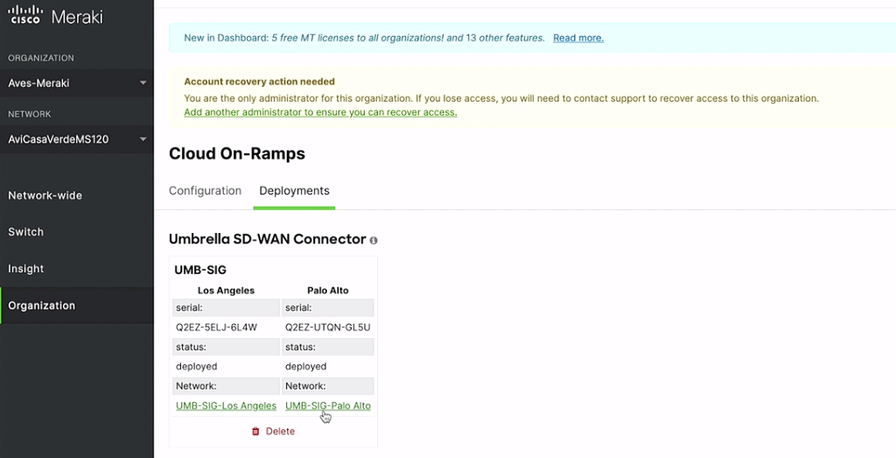 CISCO Meraki
ORGANIZATION
Aves-Meraki
NETWORK
AviCasaVerdeMS120
Network-wide
Switch
Insight
Organization
New in Dashboard: 5 free MT licenses to all organizations! and 13 other features. Read more.
Account recovery action needed
You are the only administrator for this organization. If you lose access, you will need to contact support to recover access to this organization.
Add another administrator to ensure you can recover access.
Cloud On-Ramps
Configuration Deployments
Umbrella SD-WAN Connector
UMB-SIG
Los Angeles Palo Alto
serial: serial:
Q2EZ-5ELJ-6L4W Q2EZ-UTQN-GL5U
status: status:
deployed deployed
Network: Network:
UMB-SIG-Los Angeles UMB-SIG-Palo Alto
Delete